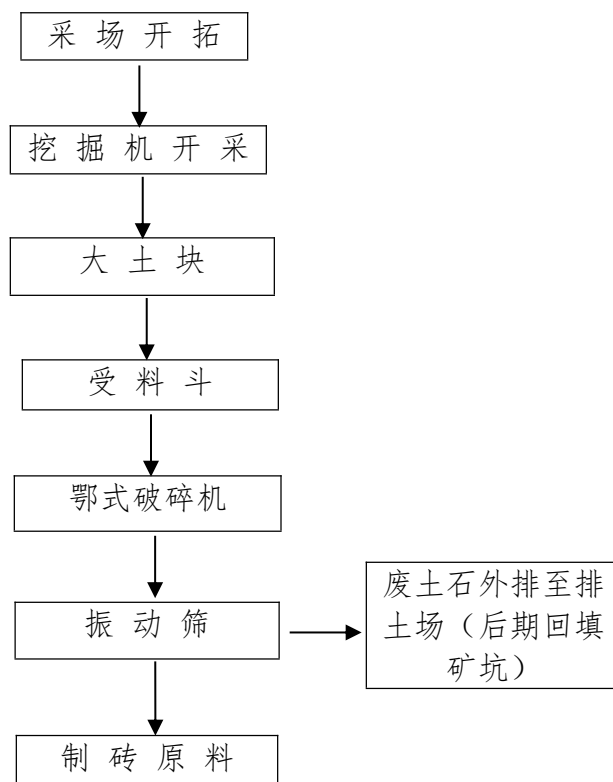 采场开拓
挖掘机开采
大土块
受料斗
鄂式破碎机
振动筛
废土石外排至排
土场（后期回填
矿坑）
制砖原料